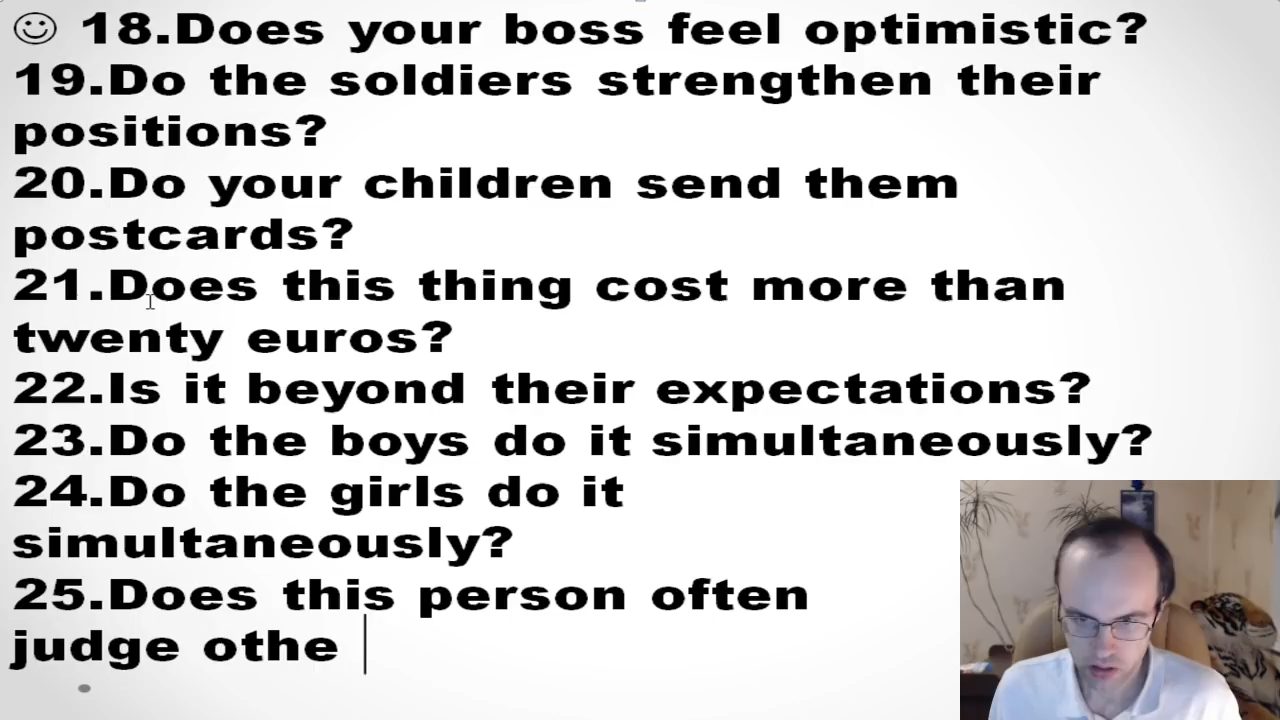 ☺ 18.Does your boss feel optimistic?
19.Do the soldiers strengthen their
positions?
20.Do your children send them
postcards?
21.Does this thing cost more than
twenty euros?
22.Is it beyond their expectations?
23.Do the boys do it simultaneously?
24.Do the girls do it
simultaneously?
25.Does this person often
judge othe